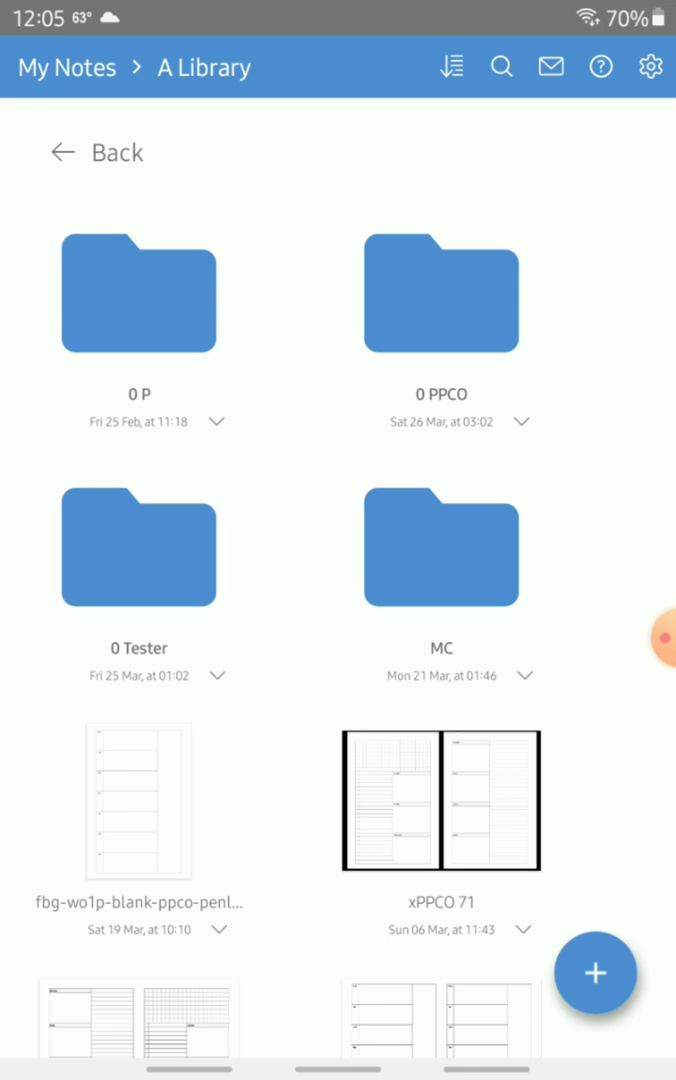 12:05 63° 70%
My Notes > A Library
Back
0 P
0 PPCO
Fri 25 Feb, at 11:18
Sat 26 Mar, at 03:02
0 Tester
MC
Fri 25 Mar, at 01:02
Mon 21 Mar, at 01:46
fbg-wo1p-blank-ppco-penl...
xPPCO 71
Sat 19 Mar, at 10:10
Sun 06 Mar, at 11:43